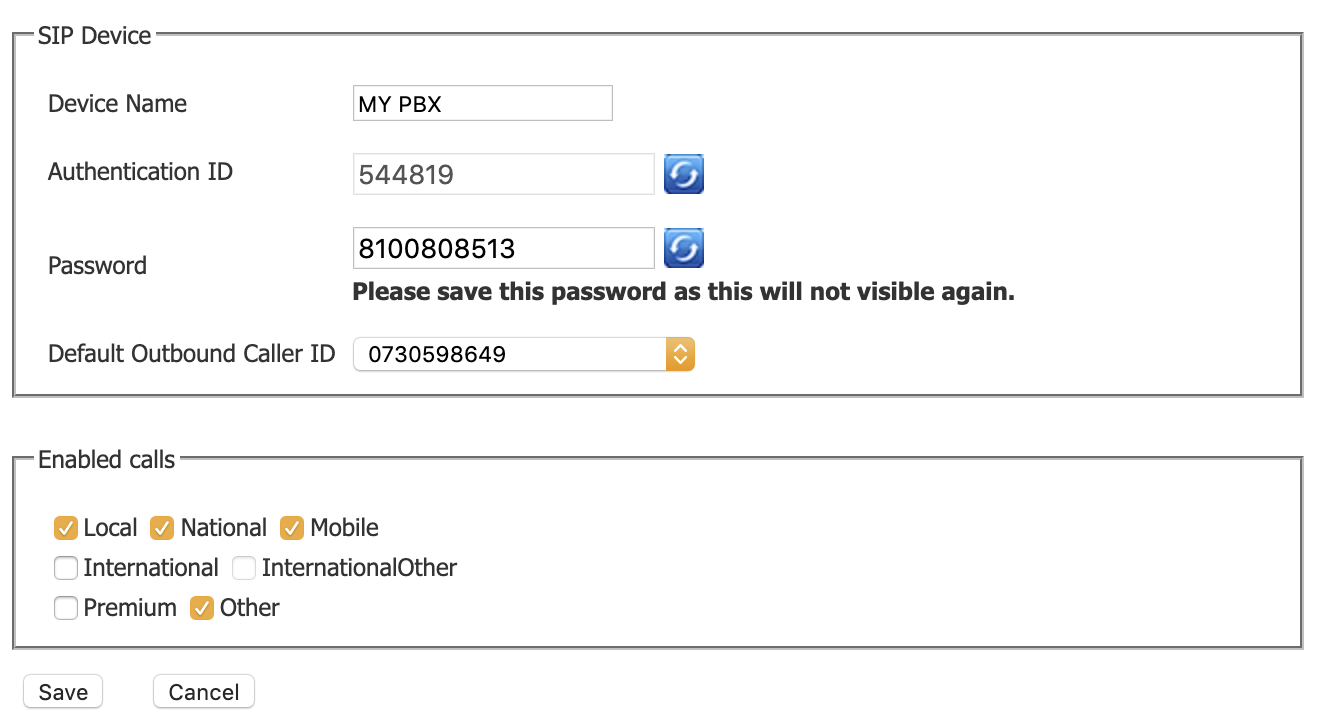 SIP Device
Device Name MY PBX
Authentication ID 544819
Password 8100808513
Please save this password as this will not visible again.
Default Outbound Caller ID 0730598649
Enabled calls
Local National Mobile
International InternationalOther
Premium Other
Save Cancel